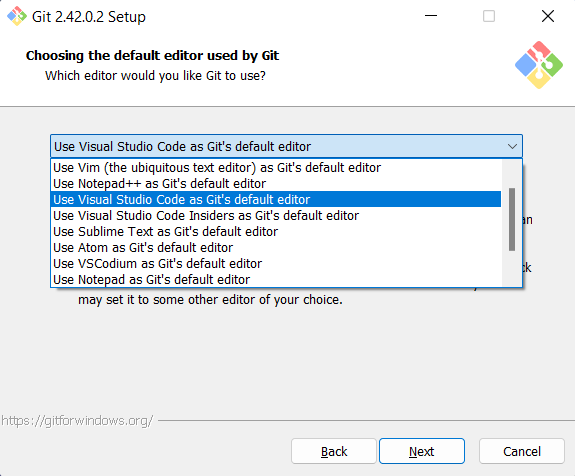 Git 2.42.0.2 Setup
Choosing the default editor used by Git
Which editor would you like Git to use?
Use Visual Studio Code as Git's default editor
Use Vim (the ubiquitous text editor) as Git's default editor
Use Notepad++ as Git's default editor
Use Visual Studio Code as Git's default editor
Use Visual Studio Code Insiders as Git's default editor
an
Use Sublime Text as Git's default editor
Use Atom as Git's default editor
Use VSCodium as Git's default editor
Use Notepad as Git's default editor
may set it to some other editor of your choice.
https://gitforwindows.org/
Back
Next
Cancel